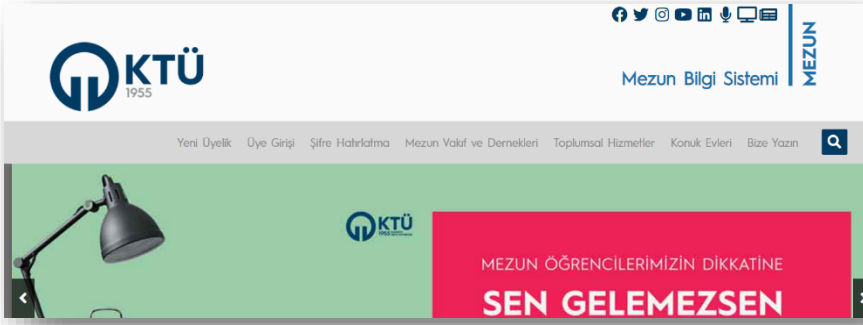 KTÜ
1955
Mezun Bilgi Sistemi
MEZUN
Yeni Üyelik Üye Girişi Şifre Hatırlatma Mezun Vakıf ve Dernekleri Toplumsal Hizmetler Konuk Evleri Bize Yazın
KTÜ
MEZUN ÖĞRENCİLERİMİZİN DİKKATİNE
SEN GELEMEZSEN